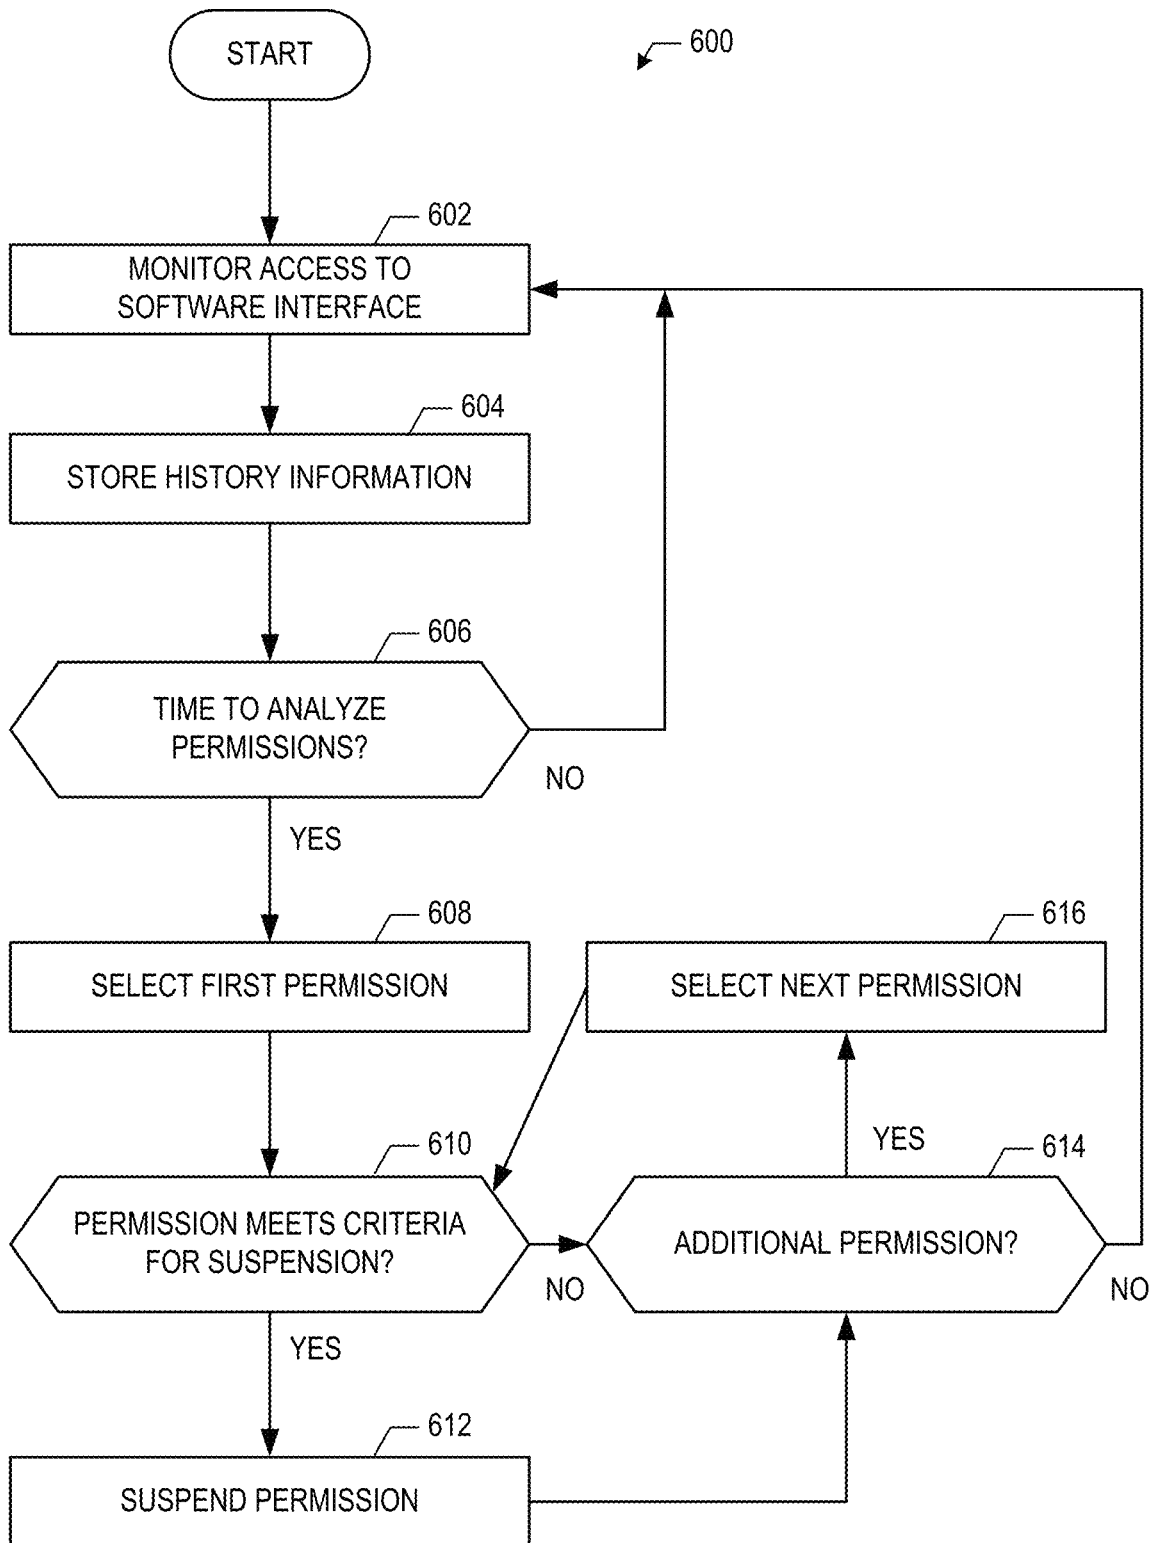 START
600
602
MONITOR ACCESS TO
SOFTWARE INTERFACE
604
STORE HISTORY INFORMATION
606
TIME TO ANALYZE
PERMISSIONS?
NO
YES
608
SELECT FIRST PERMISSION
616
SELECT NEXT PERMISSION
610
PERMISSION MEETS CRITERIA
FOR SUSPENSION?
NO
YES
YES
614
ADDITIONAL PERMISSION?
NO
612
SUSPEND PERMISSION